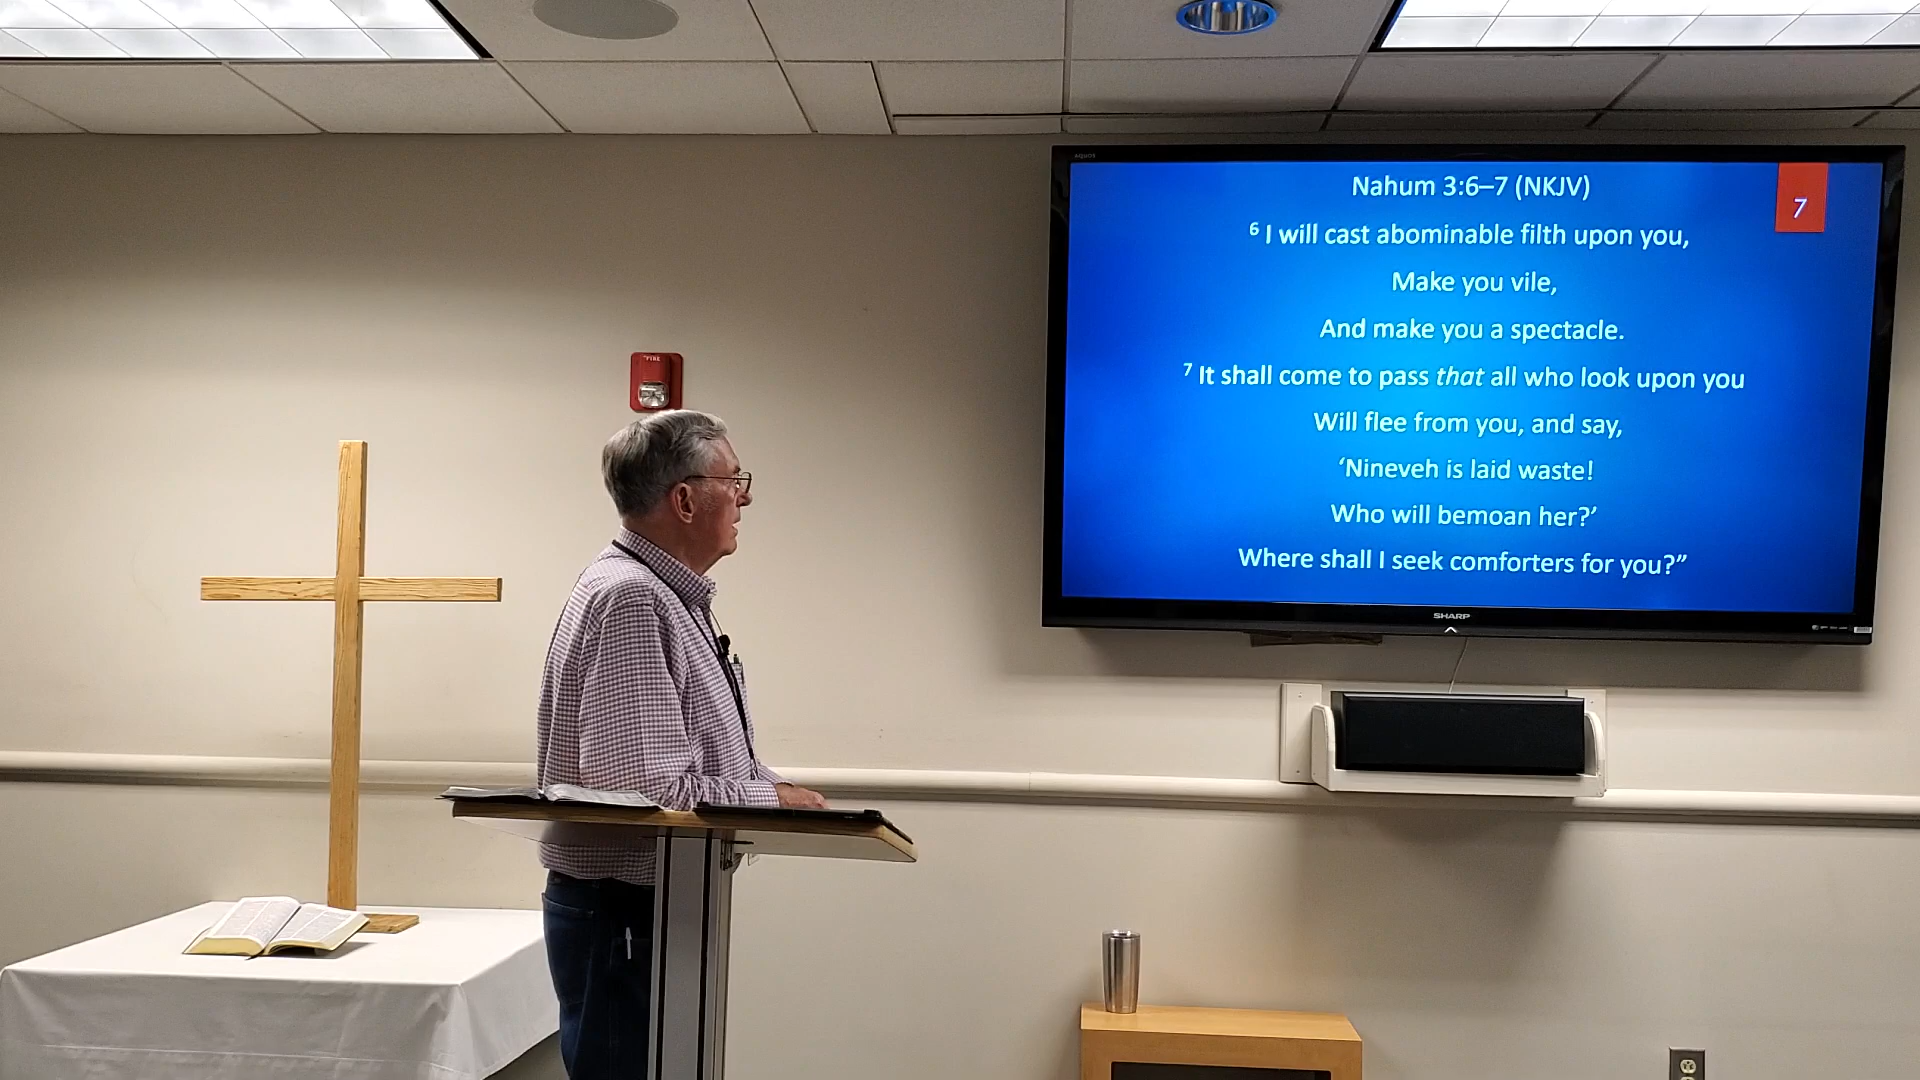 FIRE
AQUOS
Nahum 3:6–7 (NKJV)
7
6 I will cast abominable filth upon you,
Make you vile,
And make you a spectacle.
7 It shall come to pass that all who look upon you
Will flee from you, and say,
‘Nineveh is laid waste!
Who will bemoan her?’
Where shall I seek comforters for you?”
SHARP